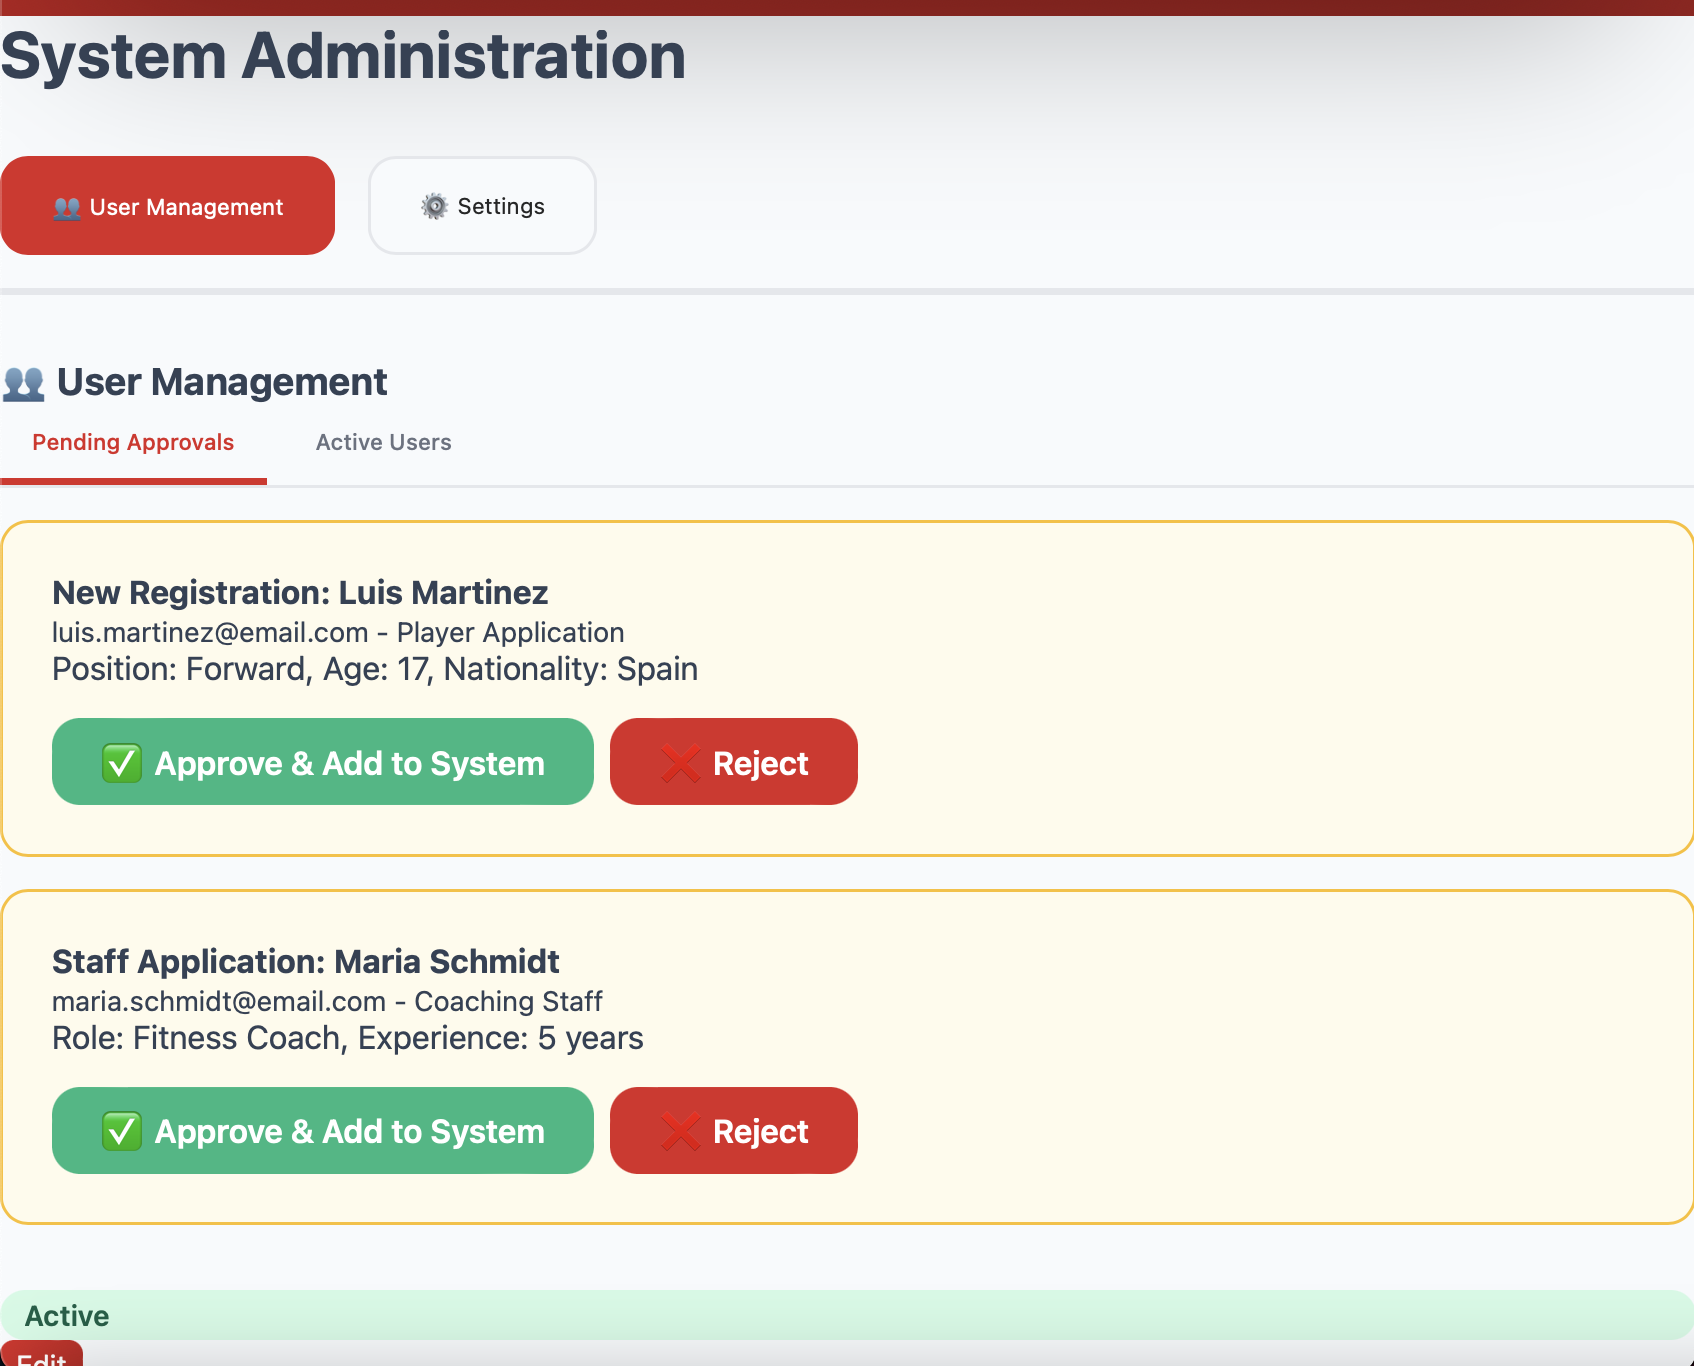 System Administration
👥 User Management
⚙️ Settings
👥 User Management
Pending Approvals
Active Users
New Registration: Luis Martinez
luis.martinez@email.com - Player Application
Position: Forward, Age: 17, Nationality: Spain
✅ Approve & Add to System
❌ Reject
Staff Application: Maria Schmidt
maria.schmidt@email.com - Coaching Staff
Role: Fitness Coach, Experience: 5 years
✅ Approve & Add to System
❌ Reject
Active
Edit